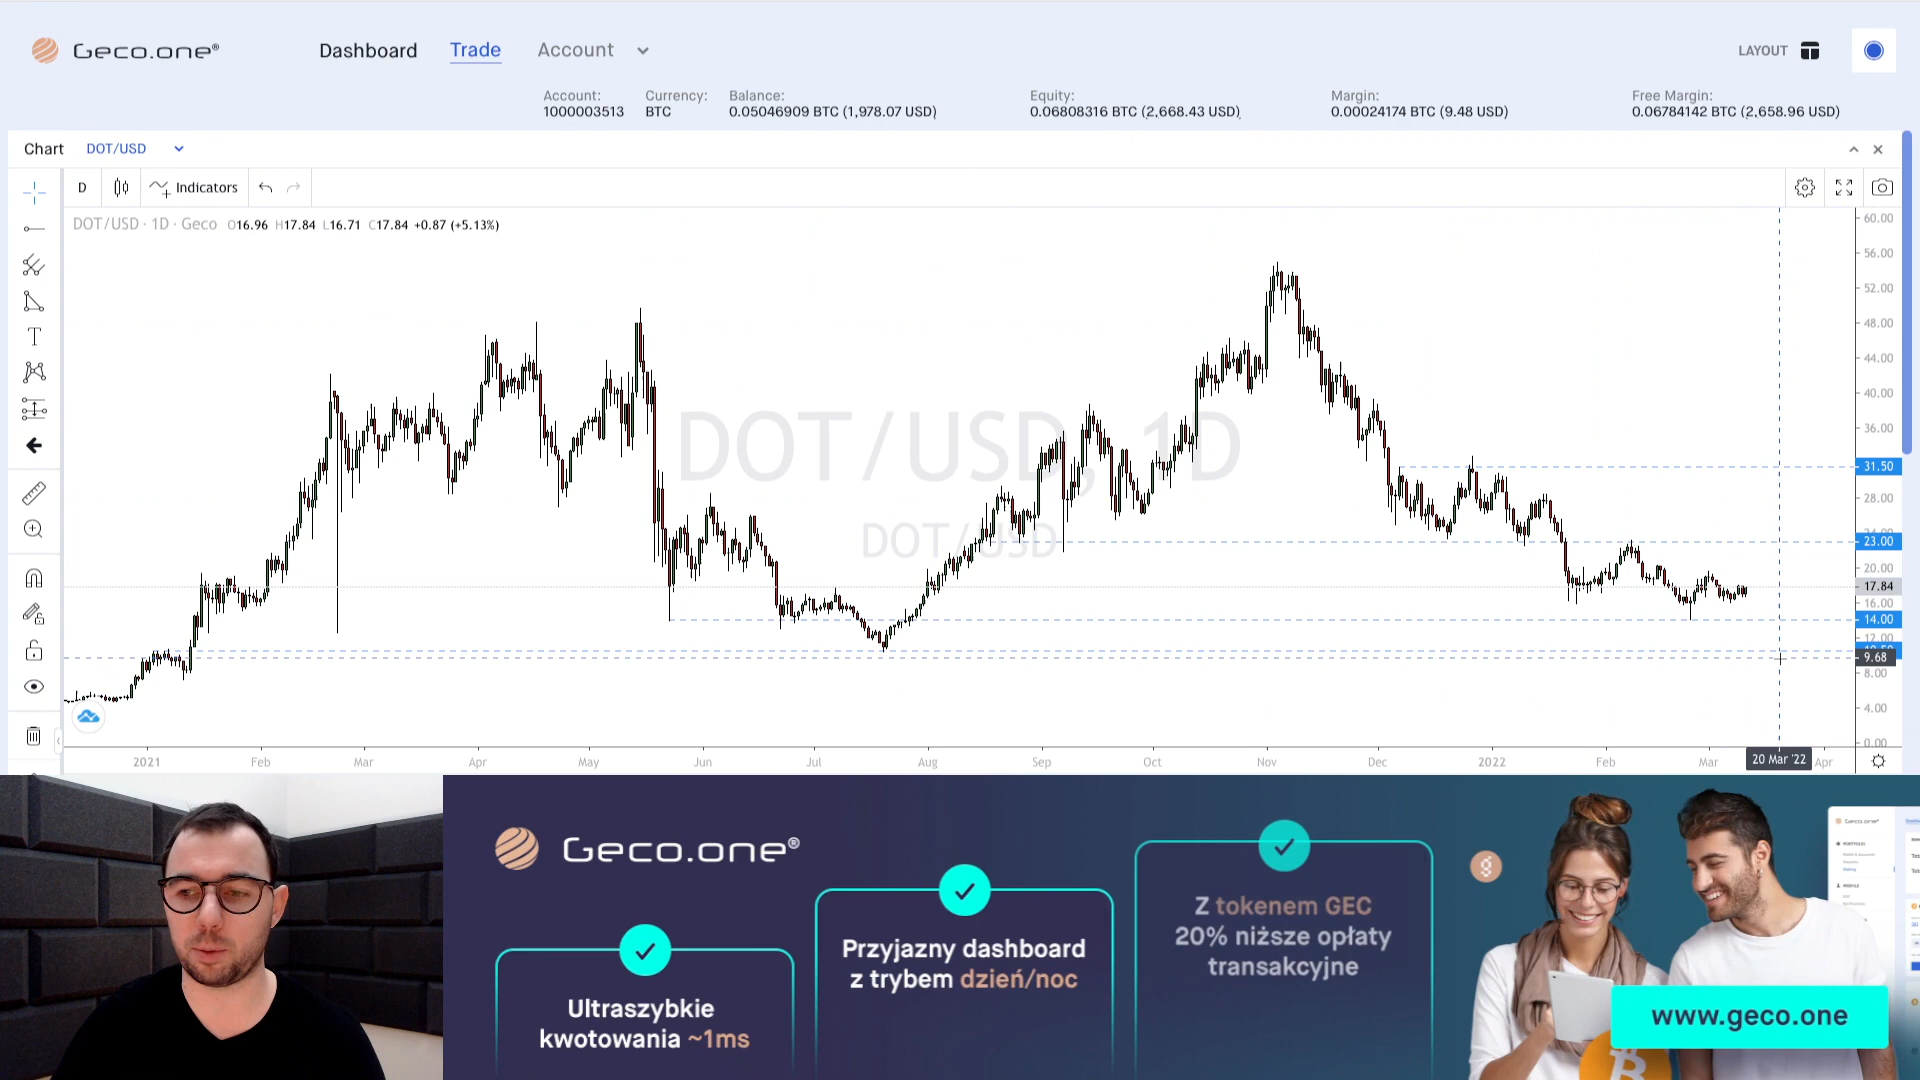 Geco.one®
Dashboard
Trade
Account
LAYOUT
Account:
1000003513
Currency:
BTC
Balance:
0.05046909 BTC (1,978.07 USD)
Equity:
0.06808316 BTC (2,668.43 USD)
Margin:
0.00024174 BTC (9.48 USD)
Free Margin:
0.06784142 BTC (2,658.96 USD)
Chart
DOT/USD
D
Indicators
DOT/USD · 1D · Geco O16.96 H17.84 L16.71 C17.84 +0.87 (+5.13%)
DOT/USD, 1D
DOT/USD
60.00
56.00
52.00
48.00
44.00
40.00
36.00
31.50
28.00
24.00
23.00
20.00
17.84
16.00
14.00
12.00
9.68
8.00
4.00
0.00
2021
Feb
Mar
Apr
May
Jun
Jul
Aug
Sep
Oct
Nov
Dec
2022
Feb
Mar
20 Mar '22
Apr
Geco.one®
Ultraszybkie
kwotowania ~1ms
Przyjazny dashboard
z trybem dzień/noc
Z tokenem GEC
20% niższe opłaty
transakcyjne
Geco.one
www.geco.one